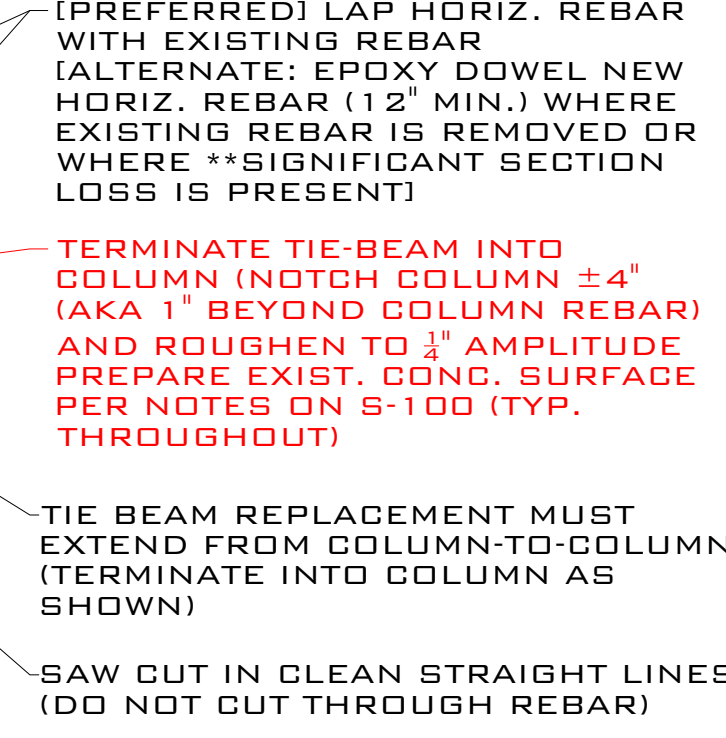 [PREFERRED] LAP HORIZ. REBAR
WITH EXISTING REBAR
[ALTERNATE: EPOXY DOWEL NEW
HORIZ. REBAR (12" MIN.) WHERE
EXISTING REBAR IS REMOVED OR
WHERE **SIGNIFICANT SECTION
LOSS IS PRESENT]
TERMINATE TIE-BEAM INTO
COLUMN (NOTCH COLUMN ±4"
(AKA 1" BEYOND COLUMN REBAR)
AND ROUGHEN TO 1/4" AMPLITUDE
PREPARE EXIST. CONC. SURFACE
PER NOTES ON S-100 (TYP.
THROUGHOUT)
TIE BEAM REPLACEMENT MUST
EXTEND FROM COLUMN-TO-COLUMN
(TERMINATE INTO COLUMN AS
SHOWN)
SAW CUT IN CLEAN STRAIGHT LINES
(DO NOT CUT THROUGH REBAR)